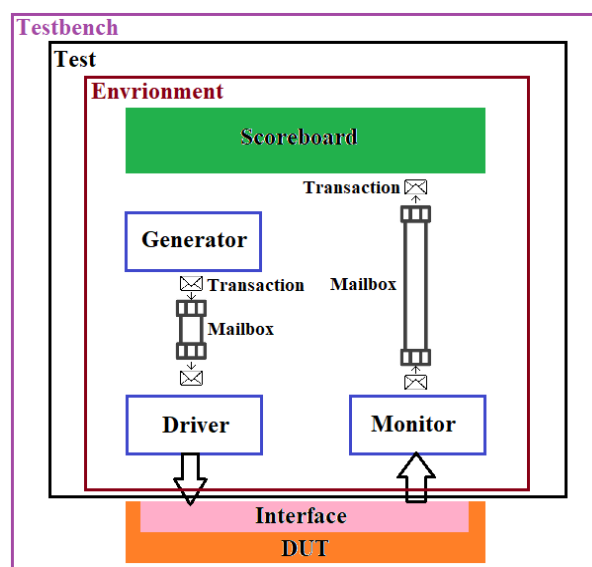 Testbench
Test
Envrionment
Scoreboard
Transaction
Generator
Transaction
Mailbox
Mailbox
Driver
Monitor
Interface
DUT